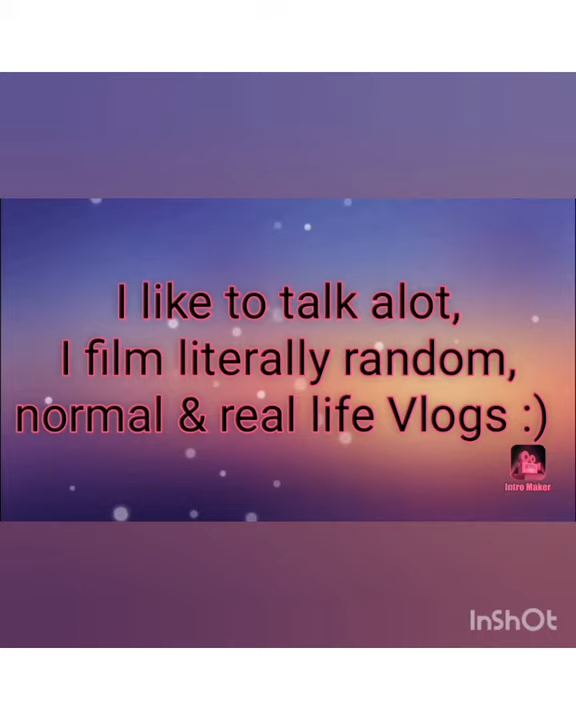 I like to talk alot,
I film literally random,
normal & real life Vlogs :)
Intro Maker
InShOt